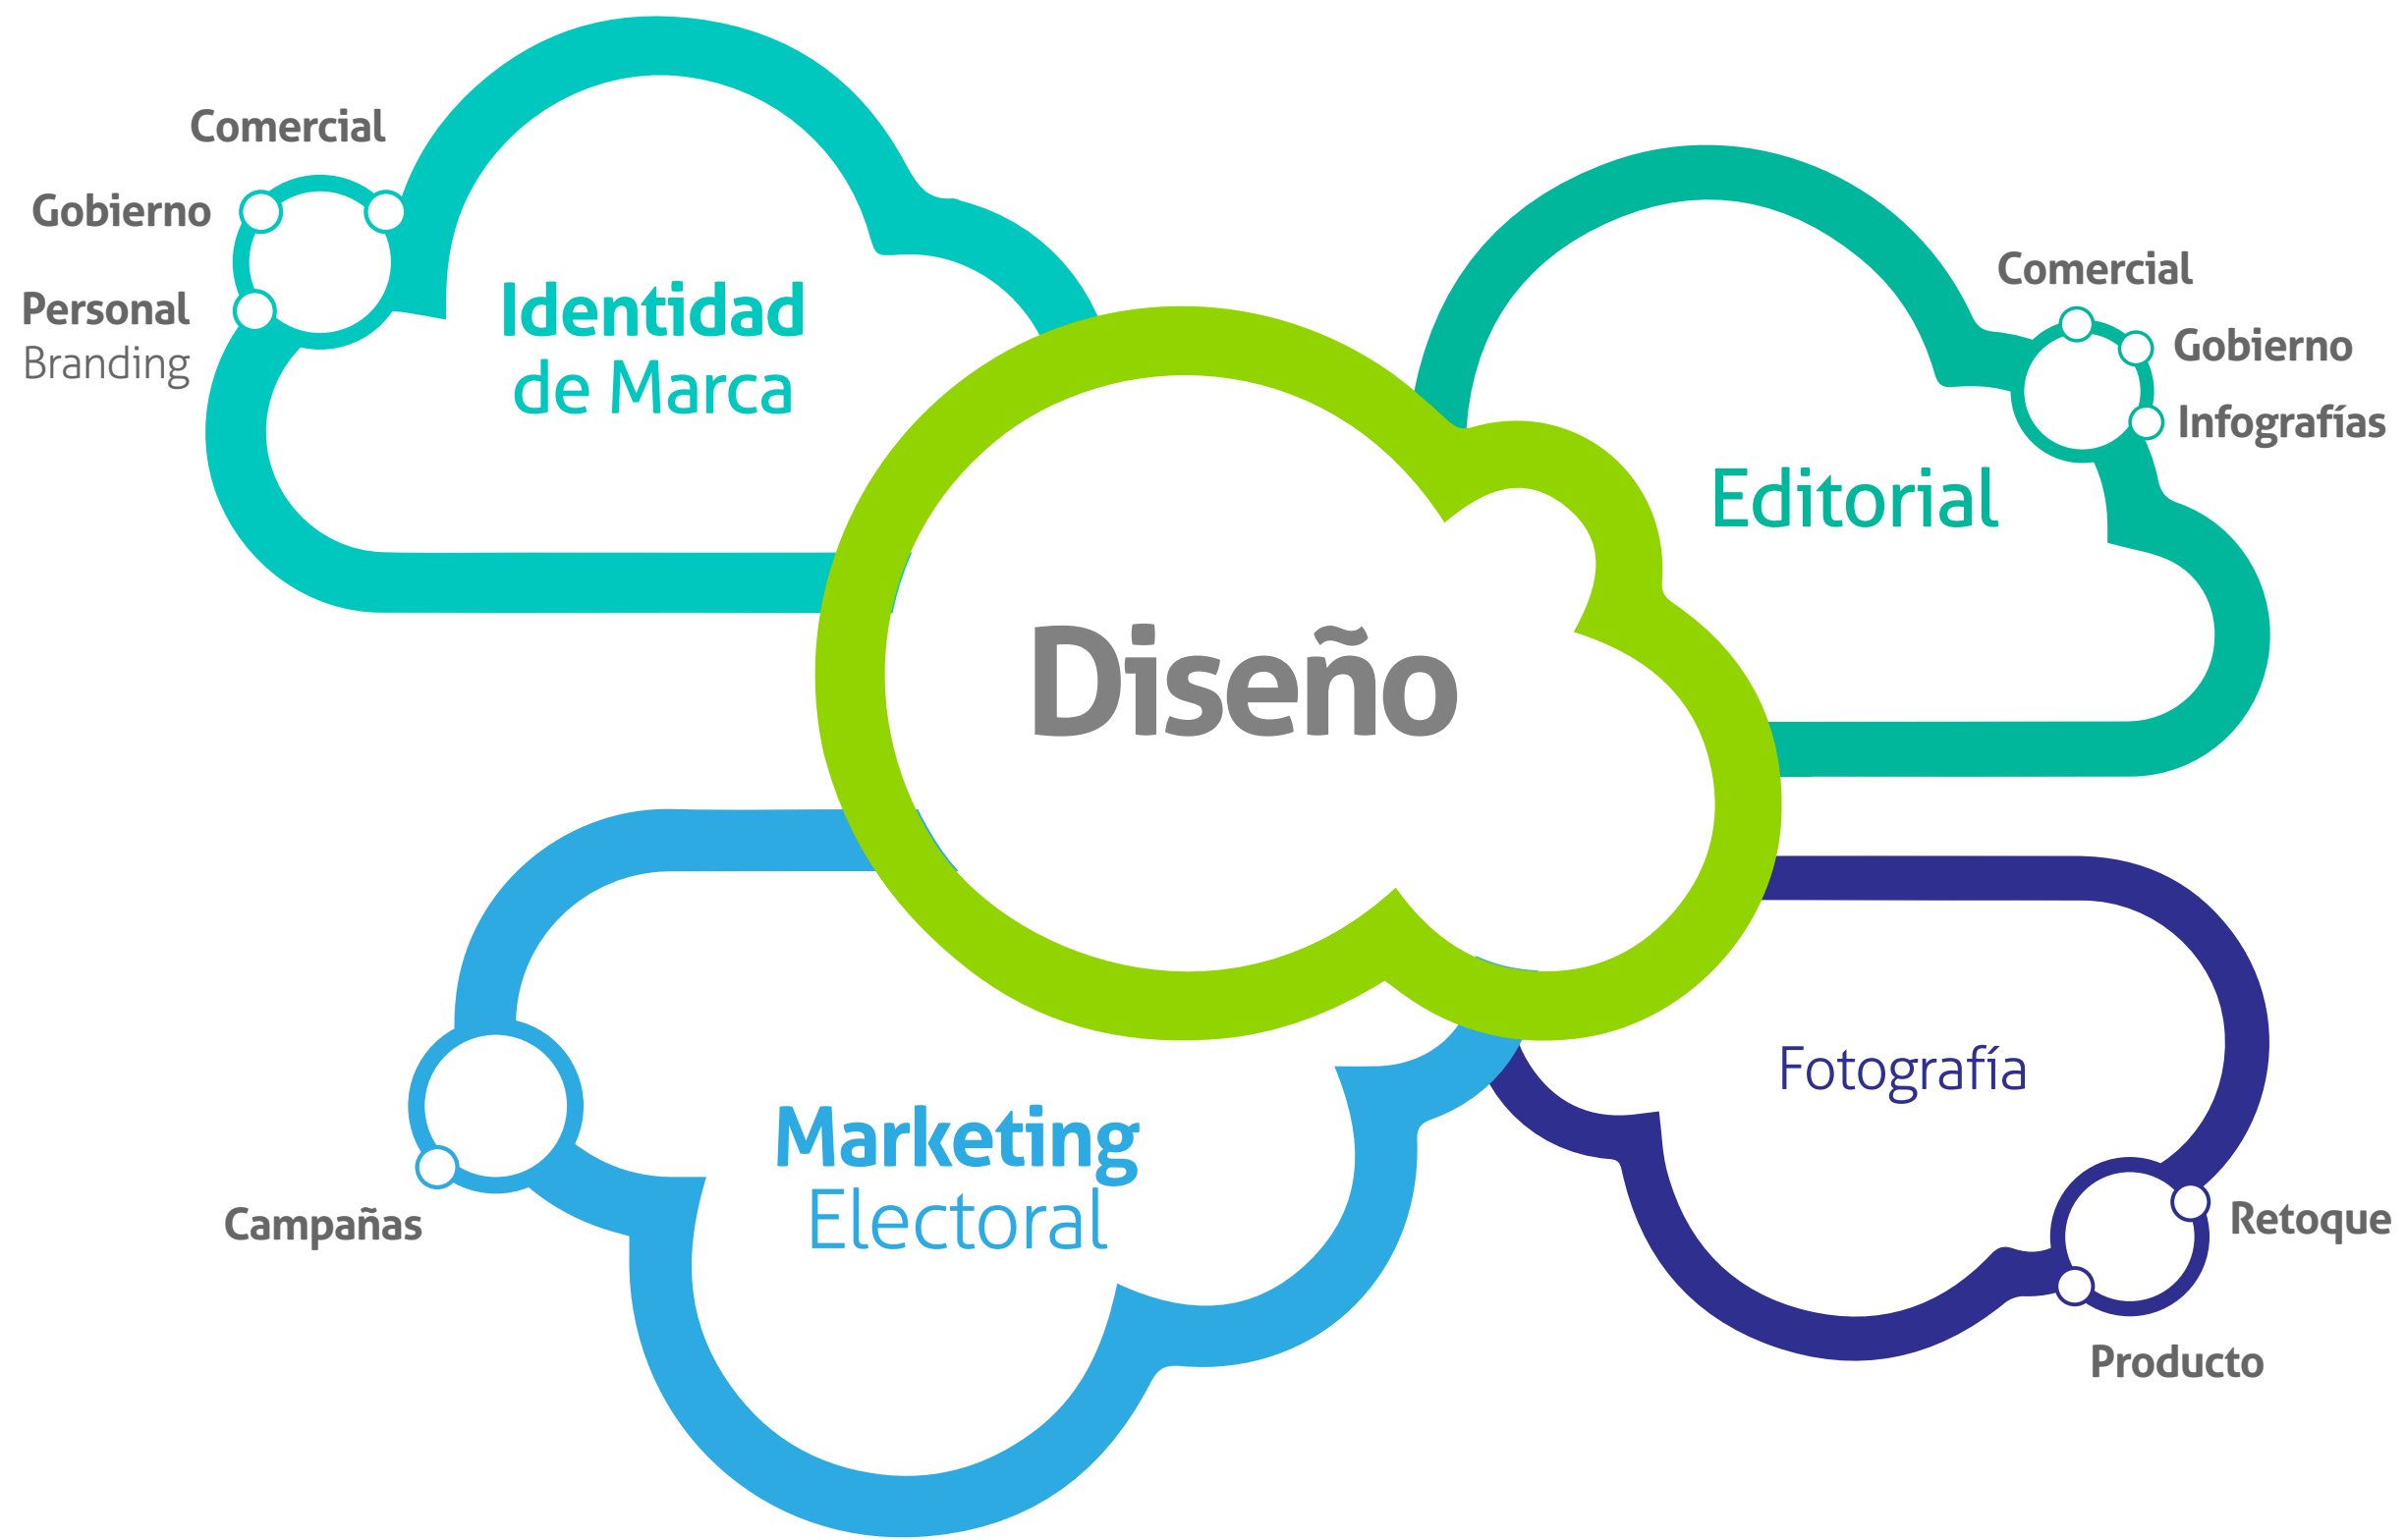 Comercial
Gobierno
Personal
Branding
Identidad
de Marca
Comercial
Gobierno
Infografías
Editorial
Diseño
Marketing
Electoral
Campañas
Fotografía
Retoque
Producto